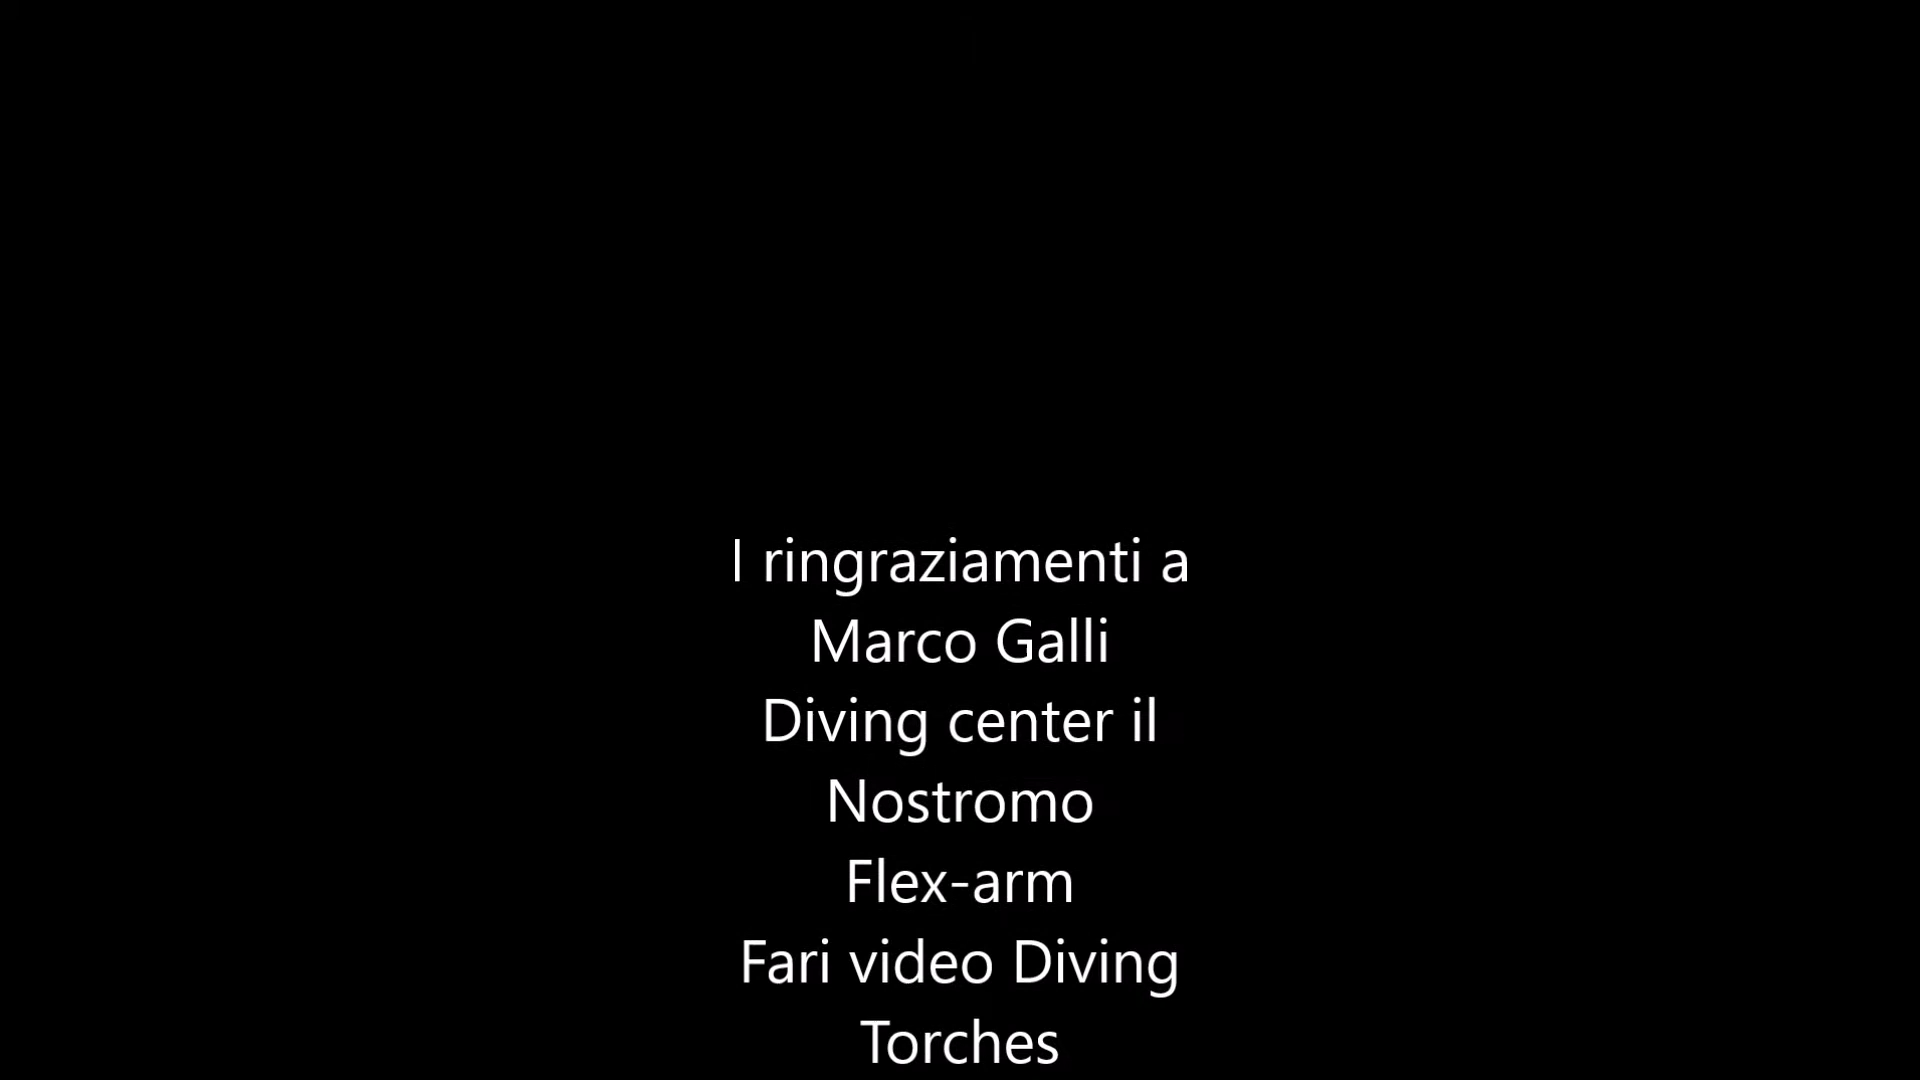 I ringraziamenti a
Marco Galli
Diving center il
Nostromo
Flex-arm
Fari video Diving
Torches